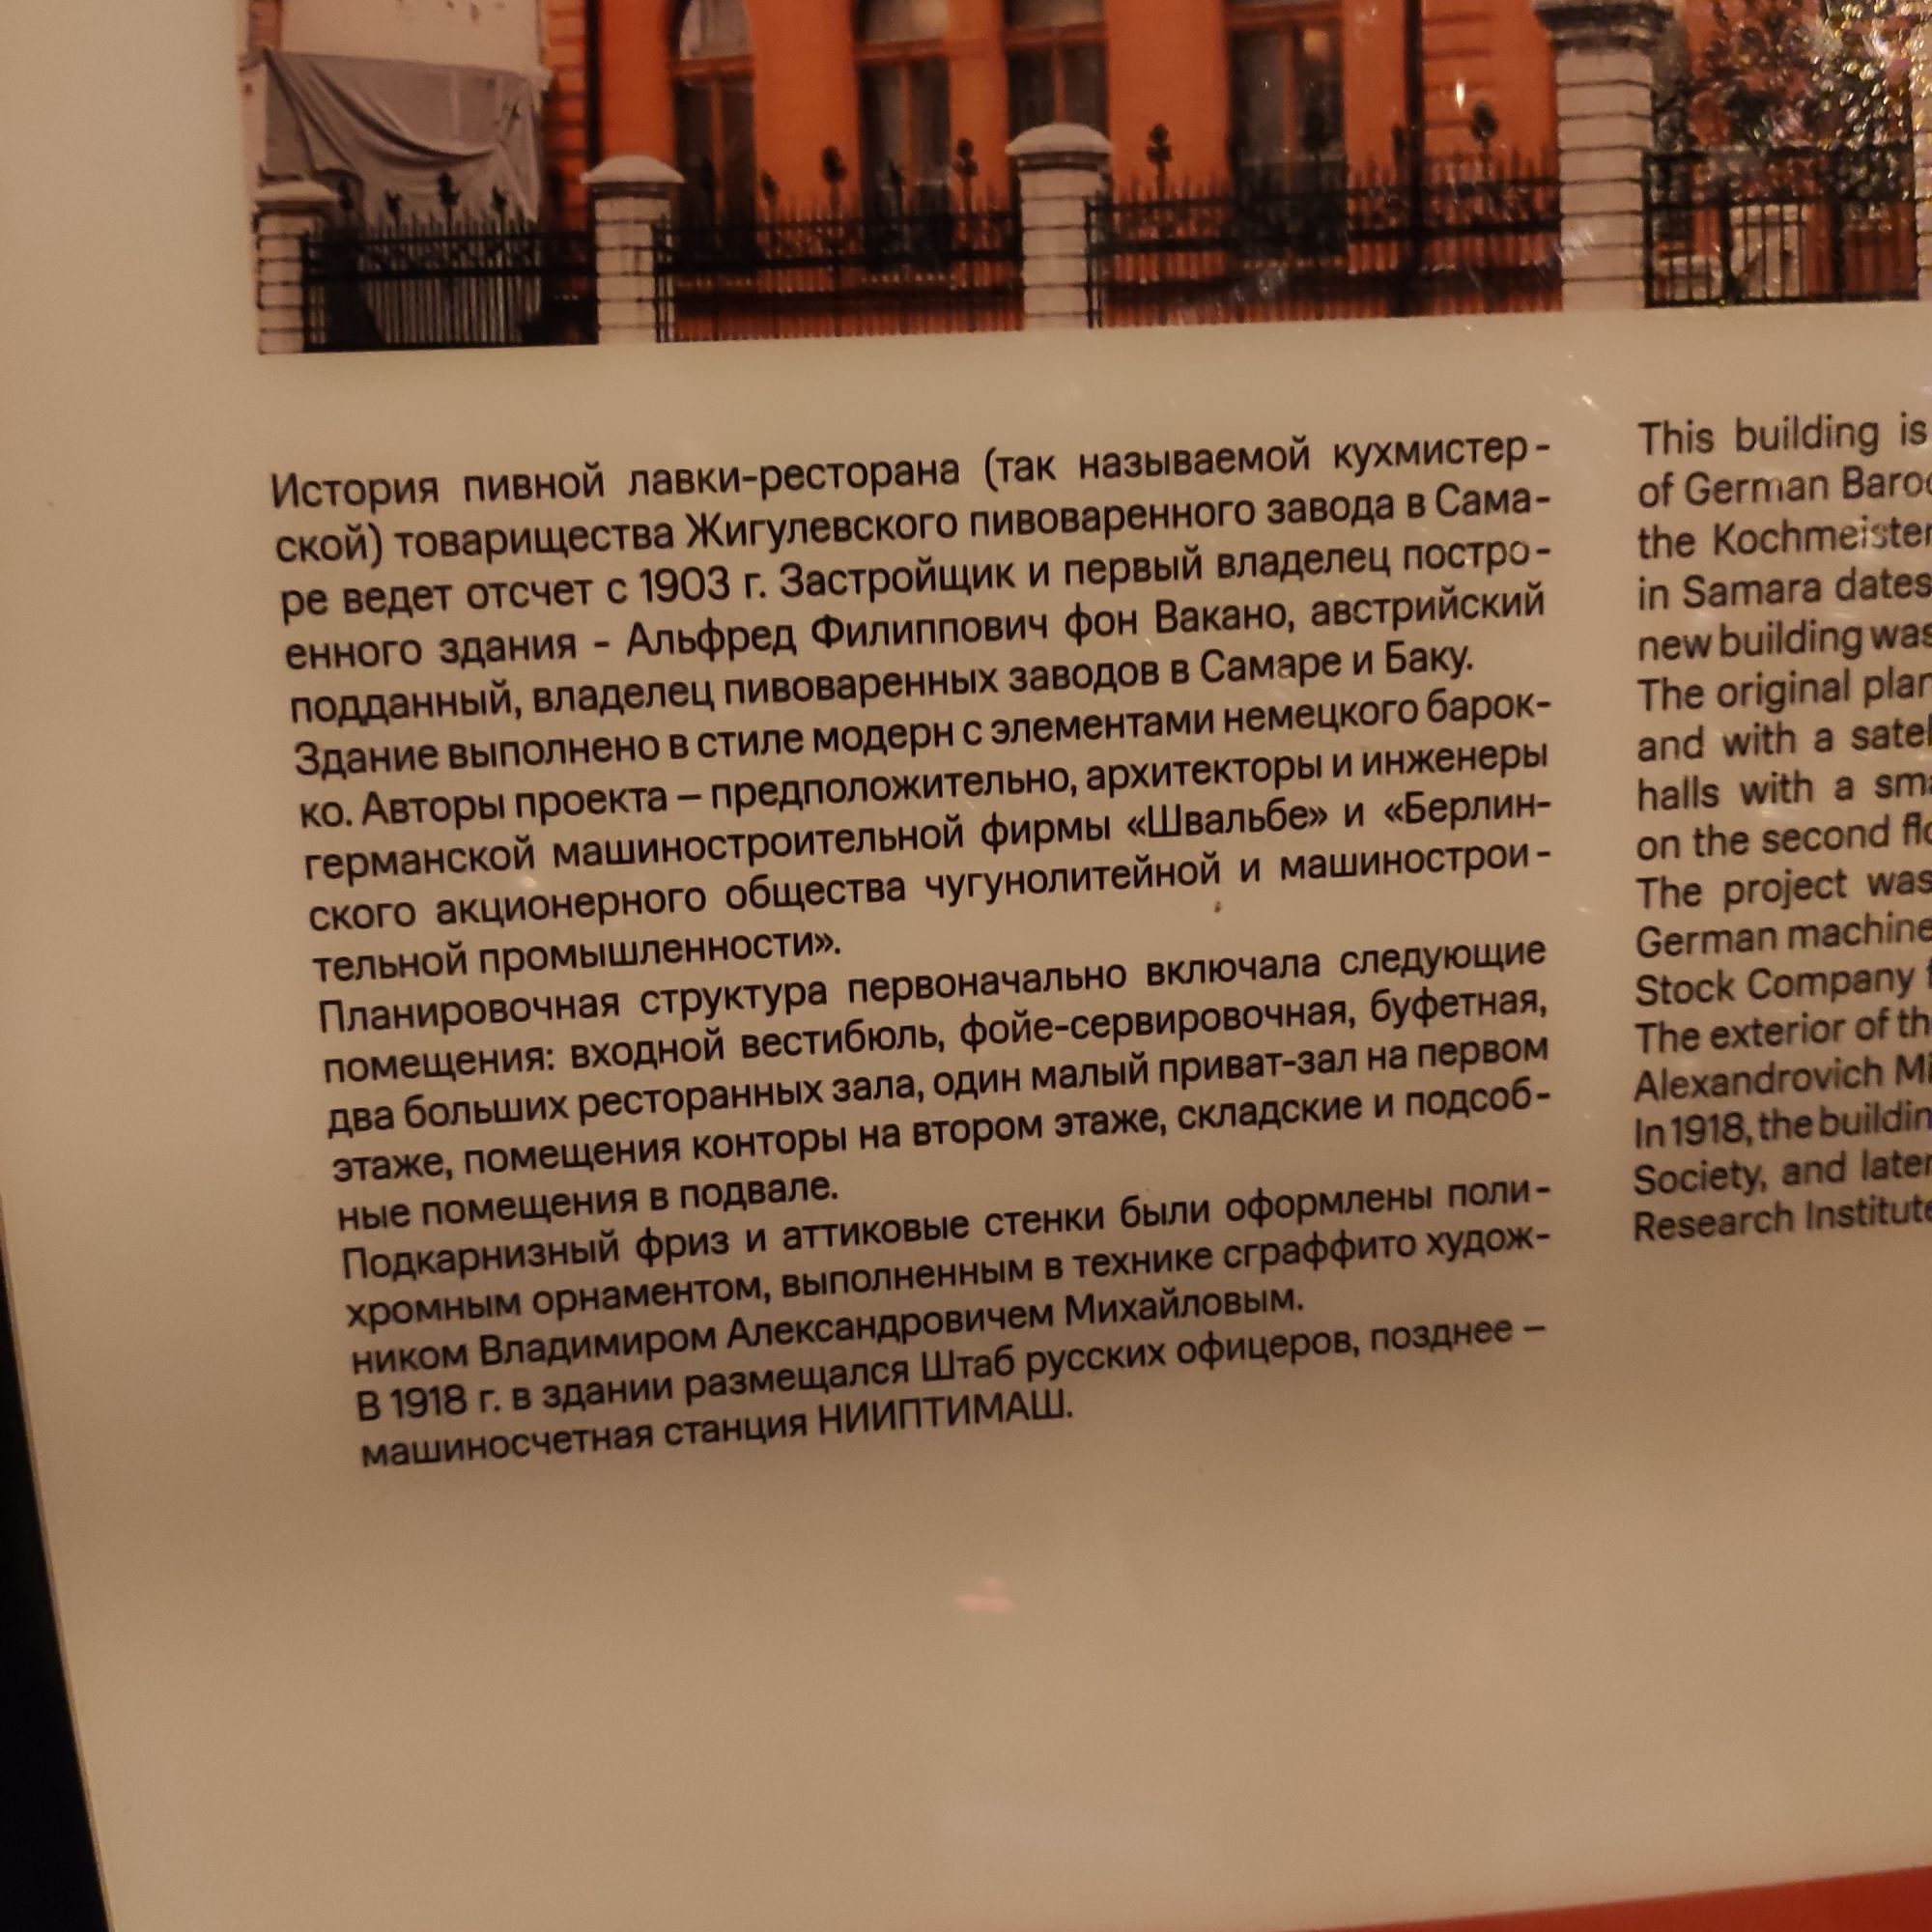 История пивной лавки-ресторана (так называемой кухмистер-
ской) товарищества Жигулевского пивоваренного завода в Сама-
ре ведет отсчет с 1903 г. Застройщик и первый владелец постро-
енного здания - Альфред Филиппович фон Вакано, австрийский
подданный, владелец пивоваренных заводов в Самаре и Баку.
Здание выполнено в стиле модерн с элементами немецкого барок-
ко. Авторы проекта – предположительно, архитекторы и инженеры
германской машиностроительной фирмы «Швальбе» и «Берлин-
ского акционерного общества чугунолитейной и машинострои-
тельной промышленности».
Планировочная структура первоначально включала следующие
помещения: входной вестибюль, фойе-сервировочная, буфетная,
два больших ресторанных зала, один малый приват-зал на первом
этаже, помещения конторы на втором этаже, складские и подсоб-
ные помещения в подвале.
Подкарнизный фриз и аттиковые стенки были оформлены поли-
хромным орнаментом, выполненным в технике сграффито худож-
ником Владимиром Александровичем Михайловым.
В 1918 г. в здании размещался Штаб русских офицеров, позднее –
машиносчетная станция НИИПТИМАШ.
This building is
of German
the
in Samara dates
new building was
The original
and with a
halls with a
on the second
The project was
German
Stock Company
The exterior of
Alexandrovich
In 1918, the
Society, and later
Research